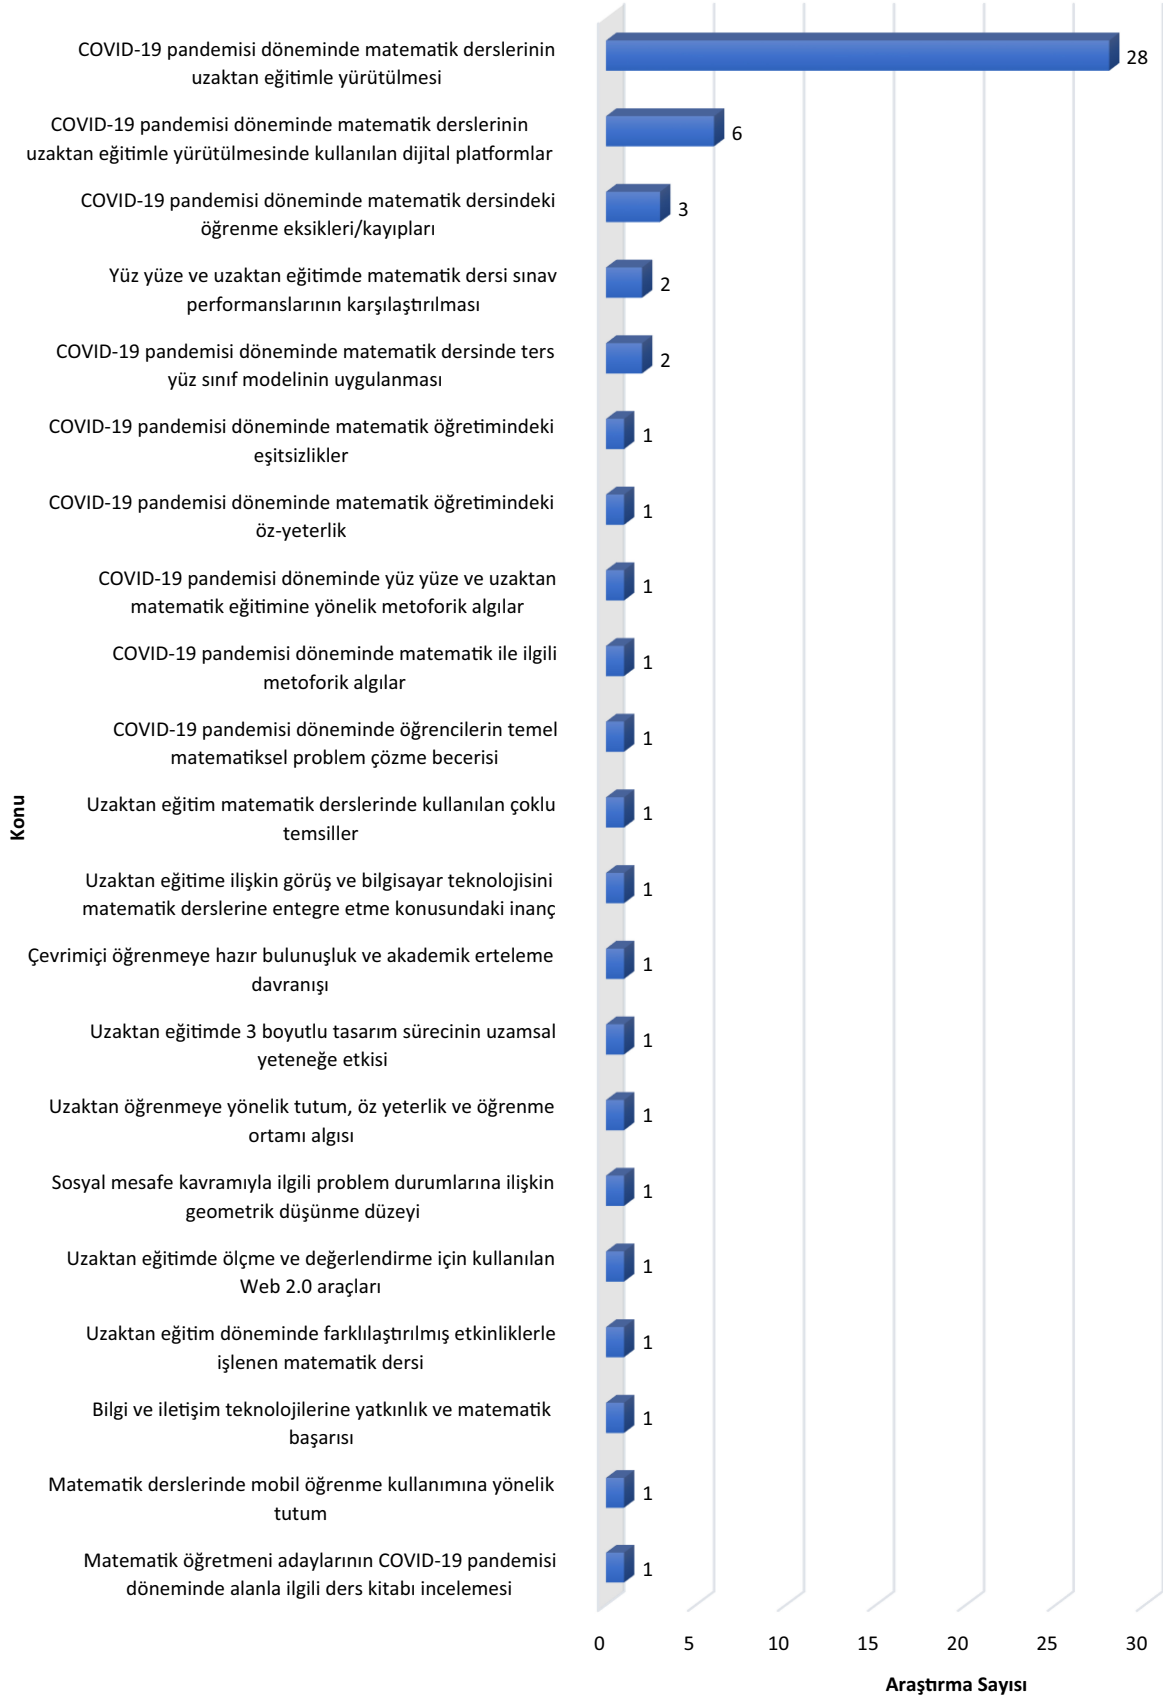 COVID-19 pandemisi döneminde matematik derslerinin
uzaktan eğitimle yürütülmesi
28
COVID-19 pandemisi döneminde matematik derslerinin
uzaktan eğitimle yürütülmesinde kullanılan dijital platformlar
6
COVID-19 pandemisi döneminde matematik dersindeki
öğrenme eksikleri/kayıpları
3
Yüz yüze ve uzaktan eğitimde matematik dersi sınav
performanslarının karşılaştırılması
2
COVID-19 pandemisi döneminde matematik dersinde ters
yüz sınıf modelinin uygulanması
2
COVID-19 pandemisi döneminde matematik öğretimindeki
eşitsizlikler
1
COVID-19 pandemisi döneminde matematik öğretimindeki
öz-yeterlik
1
COVID-19 pandemisi döneminde yüz yüze ve uzaktan
matematik eğitimine yönelik metoforik algılar
1
COVID-19 pandemisi döneminde matematik ile ilgili
metoforik algılar
1
COVID-19 pandemisi döneminde öğrencilerin temel
matematiksel problem çözme becerisi
1
Konu
Uzaktan eğitim matematik derslerinde kullanılan çoklu
temsiller
1
Uzaktan eğitime ilişkin görüş ve bilgisayar teknolojisini
matematik derslerine entegre etme konusundaki inanç
1
Çevrimiçi öğrenmeye hazır bulunuşluk ve akademik erteleme
davranışı
1
Uzaktan eğitimde 3 boyutlu tasarım sürecinin uzamsal
yeteneğe etkisi
1
Uzaktan öğrenmeye yönelik tutum, öz yeterlik ve öğrenme
ortamı algısı
1
Sosyal mesafe kavramıyla ilgili problem durumlarına ilişkin
geometrik düşünme düzeyi
1
Uzaktan eğitimde ölçme ve değerlendirme için kullanılan
Web 2.0 araçları
1
Uzaktan eğitim döneminde farklılaştırılmış etkinliklerle
işlenen matematik dersi
1
Bilgi ve iletişim teknolojilerine yatkınlık ve matematik
başarısı
1
Matematik derslerinde mobil öğrenme kullanımına yönelik
tutum
1
Matematik öğretmeni adaylarının COVID-19 pandemisi
döneminde alanla ilgili ders kitabı incelemesi
1
0 5 10 15 20 25 30
Araştırma Sayısı